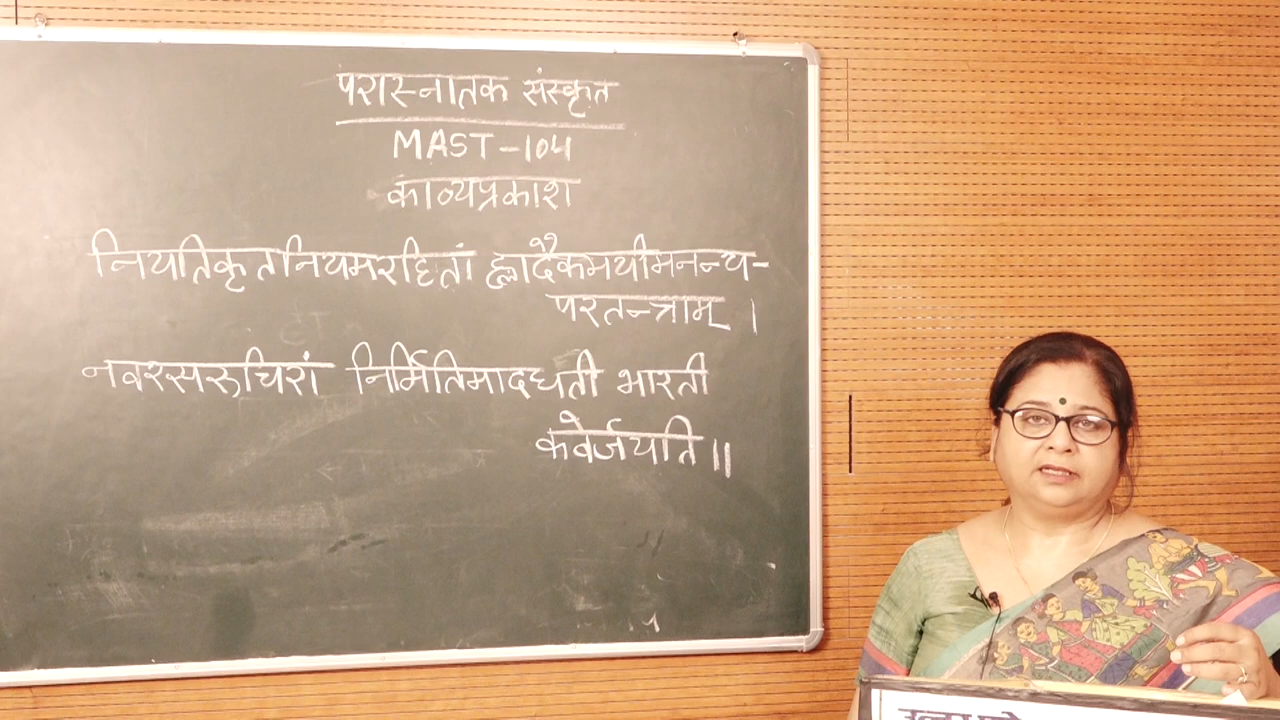 परास्नातक संस्कृत
MAST-104
काव्यप्रकाश
नियतिकृतनियमरहितां ह्लादैकमयीमनन्य-
परतन्त्राम् ।
नवरसरुचिरां निर्मितिमादधती भारती
कवेर्जयति ॥